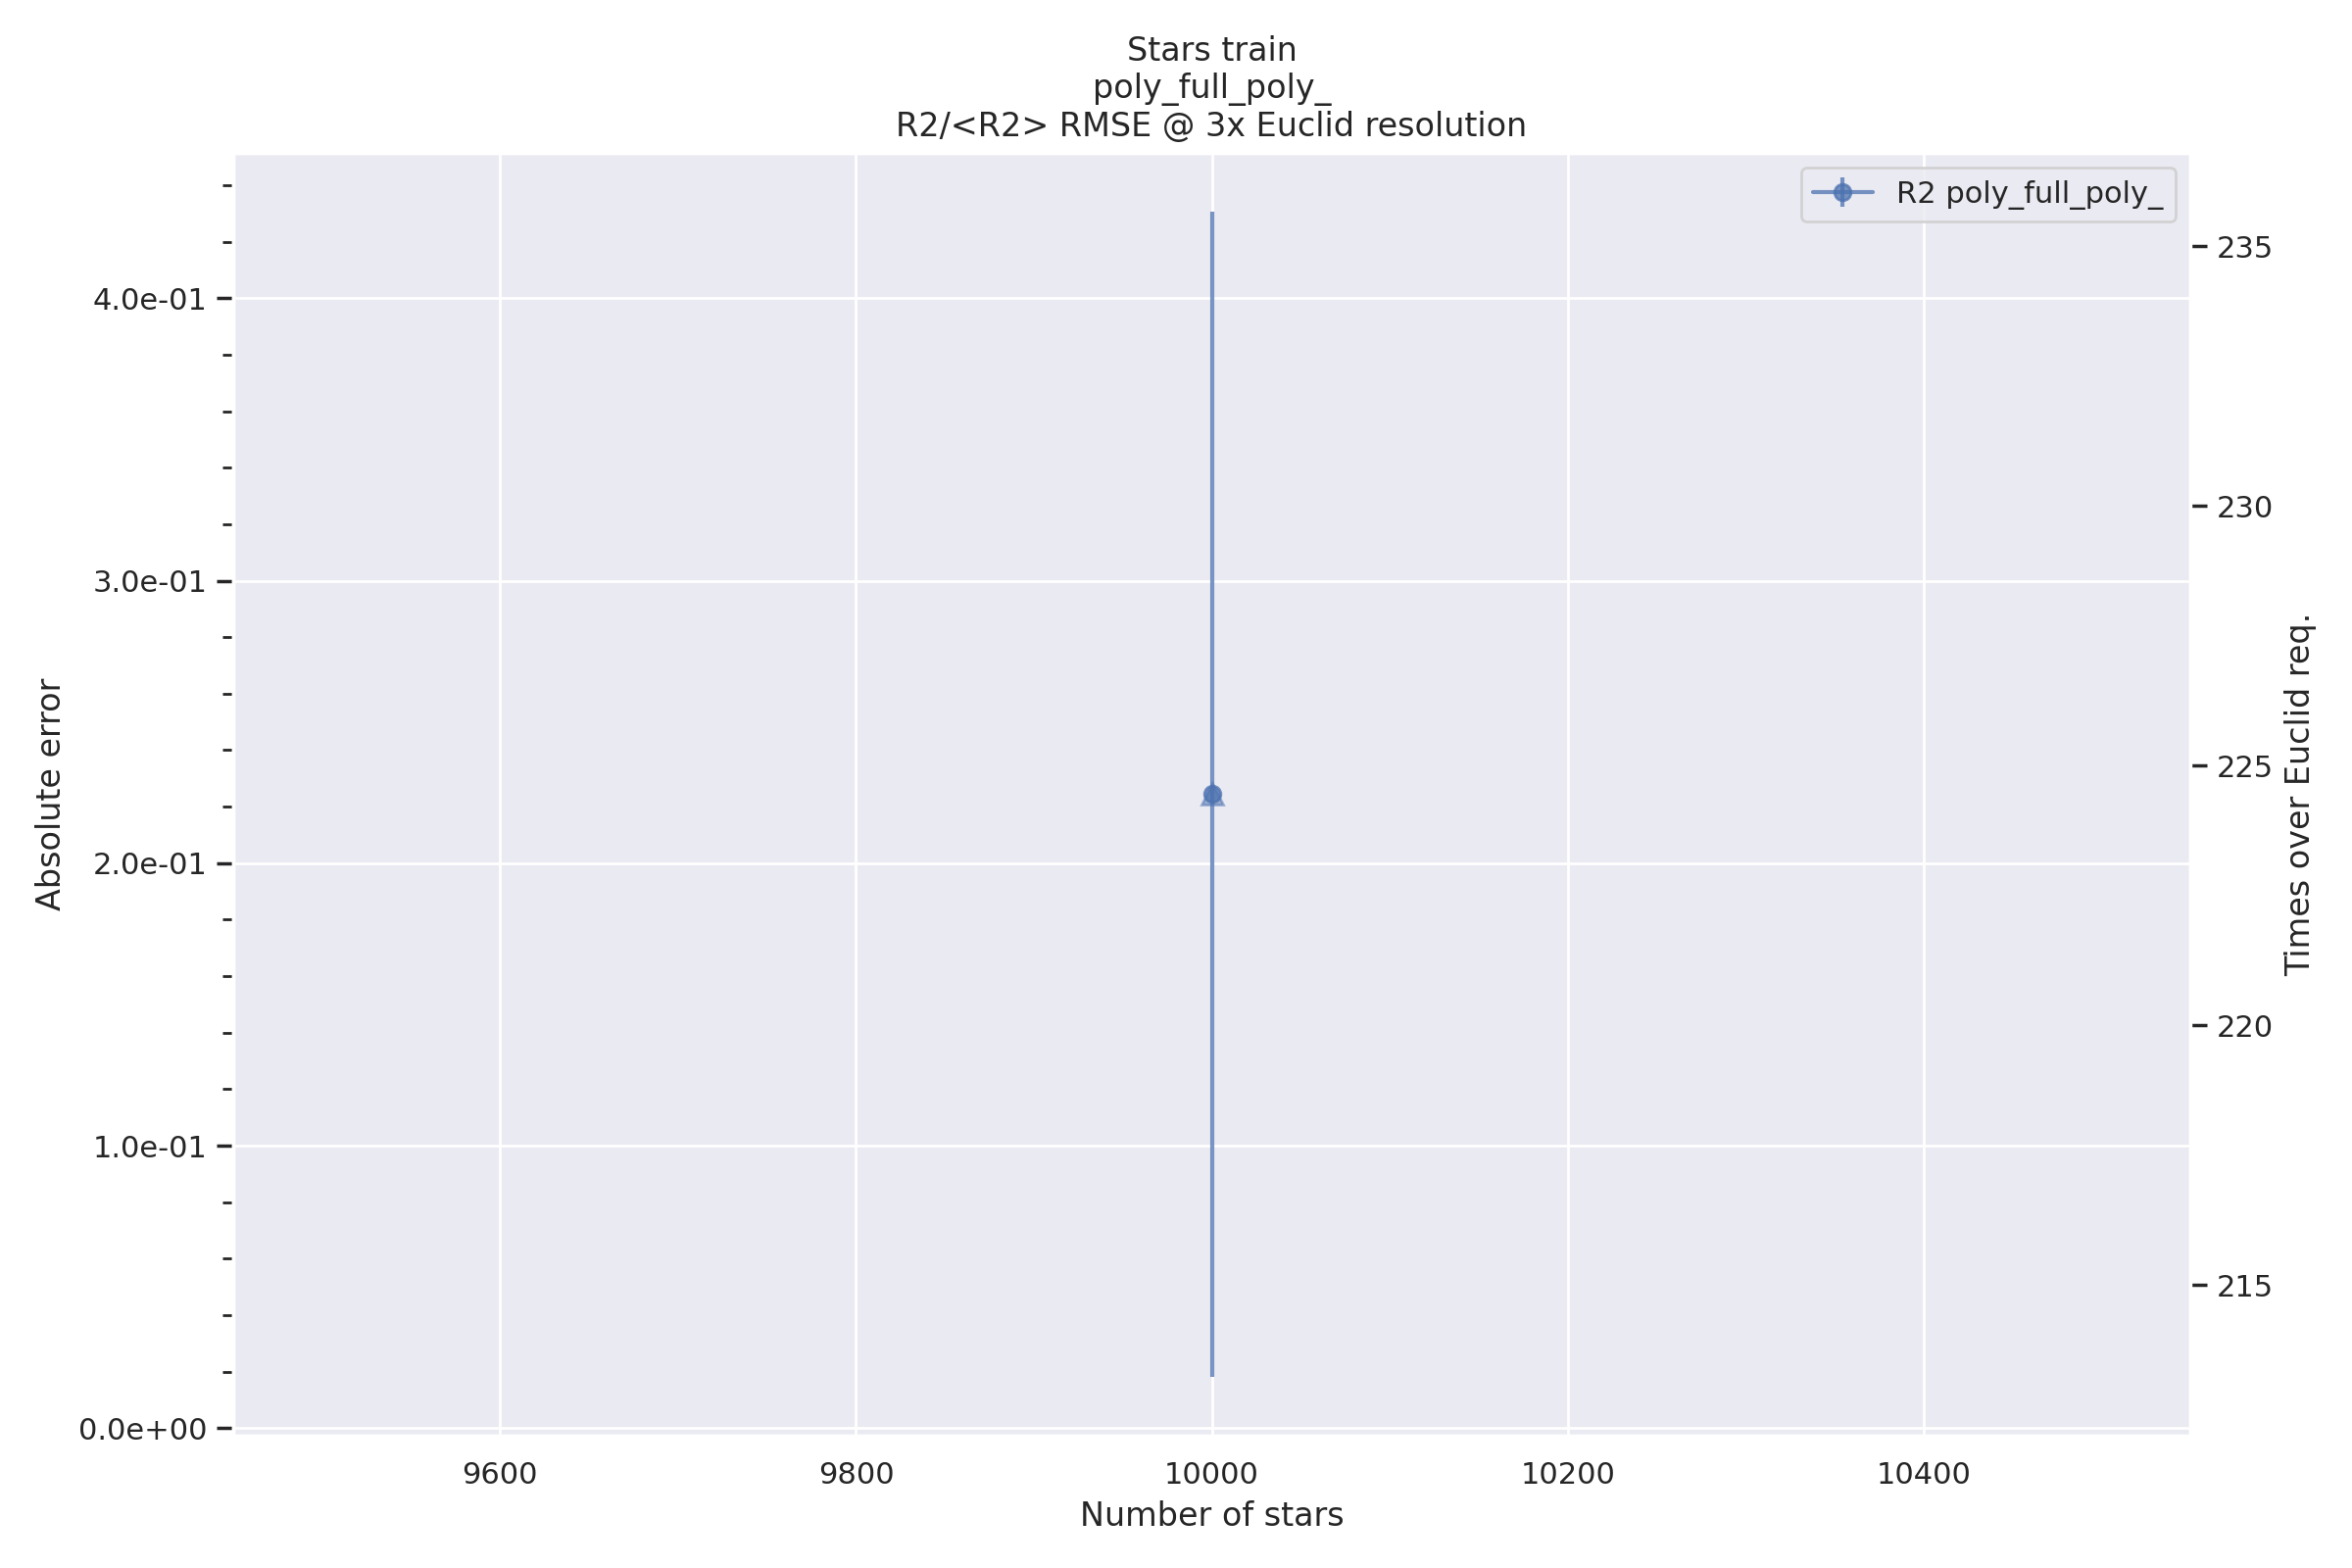 Stars train
poly_full_poly_
R2/<R2> RMSE @ 3x Euclid resolution
R2 poly_full_poly_
4.0e-01
3.0e-01
2.0e-01
1.0e-01
0.0e+00
Absolute error
235
230
225
220
215
Times over Euclid req.
9600 9800 10000 10200 10400
Number of stars